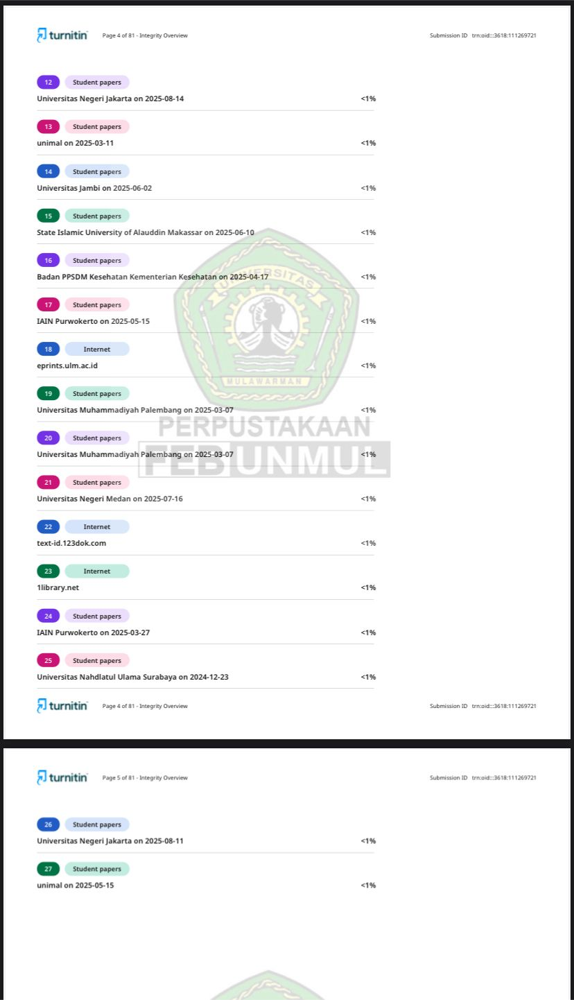 turnitin Page 4 of 81 - Integrity Overview Submission ID trn:oid:::3618:111269721
12 Student papers
Universitas Negeri Jakarta on 2025-08-14 <1%
13 Student papers
unimal on 2025-03-11 <1%
14 Student papers
Universitas Jambi on 2025-06-02 <1%
15 Student papers
State Islamic University of Alauddin Makassar on 2025-06-10 <1%
16 Student papers
Badan PPSDM Kesehatan Kementerian Kesehatan on 2025-04-17 <1%
UNIVERSITAS
17 Student papers
IAIN Purwokerto on 2025-05-15 <1%
18 Internet
eprints.ulm.ac.id <1%
MULAWARMAN
19 Student papers
Universitas Muhammadiyah Palembang on 2025-03-07 <1%
PERPUSTAKAAN
20 Student papers
Universitas Muhammadiyah Palembang on 2025-03-07 <1%
FEB UNMUL
21 Student papers
Universitas Negeri Medan on 2025-07-16 <1%
22 Internet
text-id.123dok.com <1%
23 Internet
1library.net <1%
24 Student papers
IAIN Purwokerto on 2025-03-27 <1%
25 Student papers
Universitas Nahdlatul Ulama Surabaya on 2024-12-23 <1%
turnitin Page 4 of 81 - Integrity Overview Submission ID trn:oid:::3618:111269721
turnitin Page 5 of 81 - Integrity Overview Submission ID trn:oid:::3618:111269721
26 Student papers
Universitas Negeri Jakarta on 2025-08-11 <1%
27 Student papers
unimal on 2025-05-15 <1%